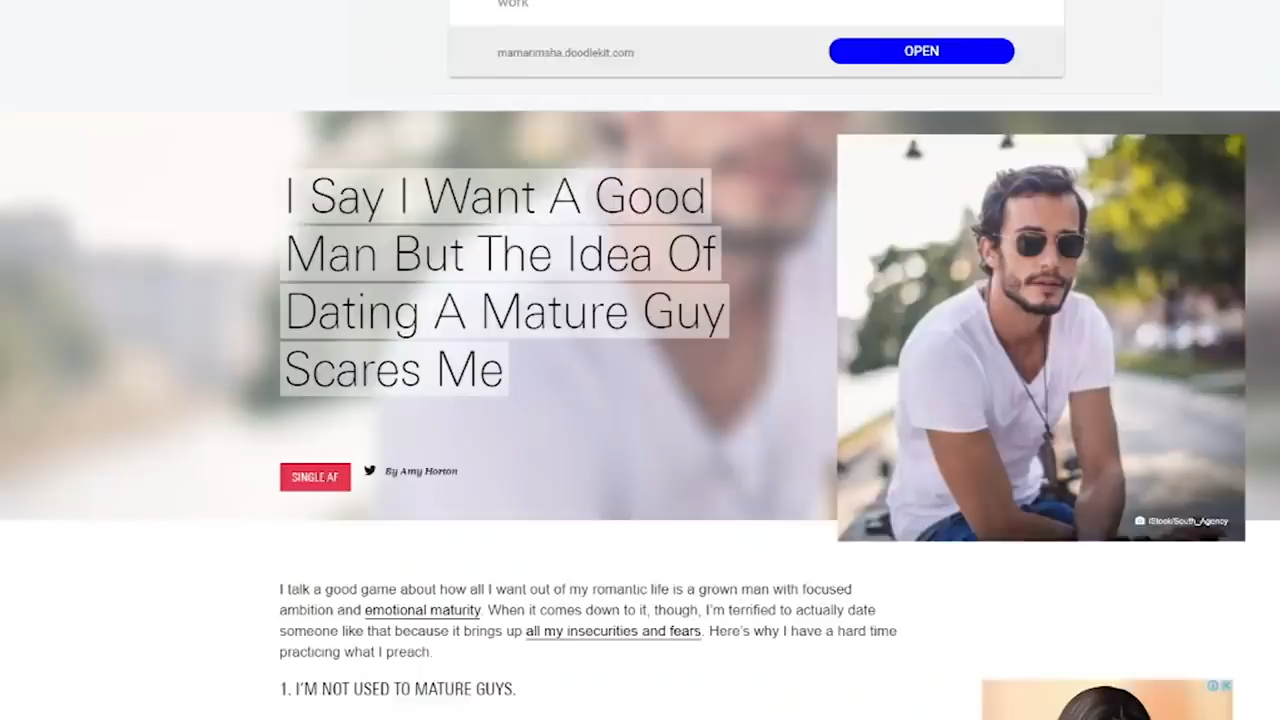 work
mamarimsha.doodlekit.com
OPEN
I Say I Want A Good
Man But The Idea Of
Dating A Mature Guy
Scares Me
SINGLE AF
By Amy Horton
iStock/South_Agency
I talk a good game about how all I want out of my romantic life is a grown man with focused
ambition and emotional maturity. When it comes down to it, though, I'm terrified to actually date
someone like that because it brings up all my insecurities and fears. Here's why I have a hard time
practicing what I preach.
1. I'M NOT USED TO MATURE GUYS.